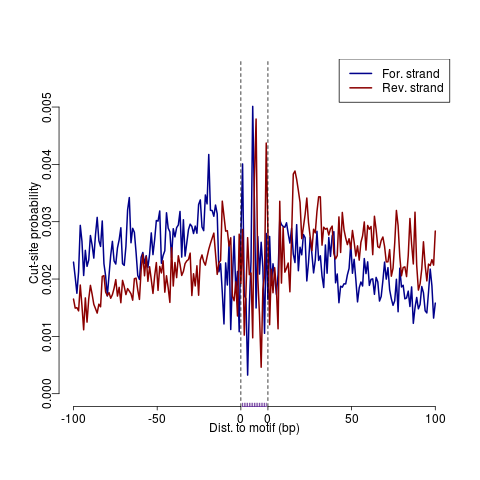 For. strand
Rev. strand
0.005
0.004
0.003
0.002
0.001
0.000
Cut-site probability
-100 -50 0 0 50 100
Dist. to motif (bp)